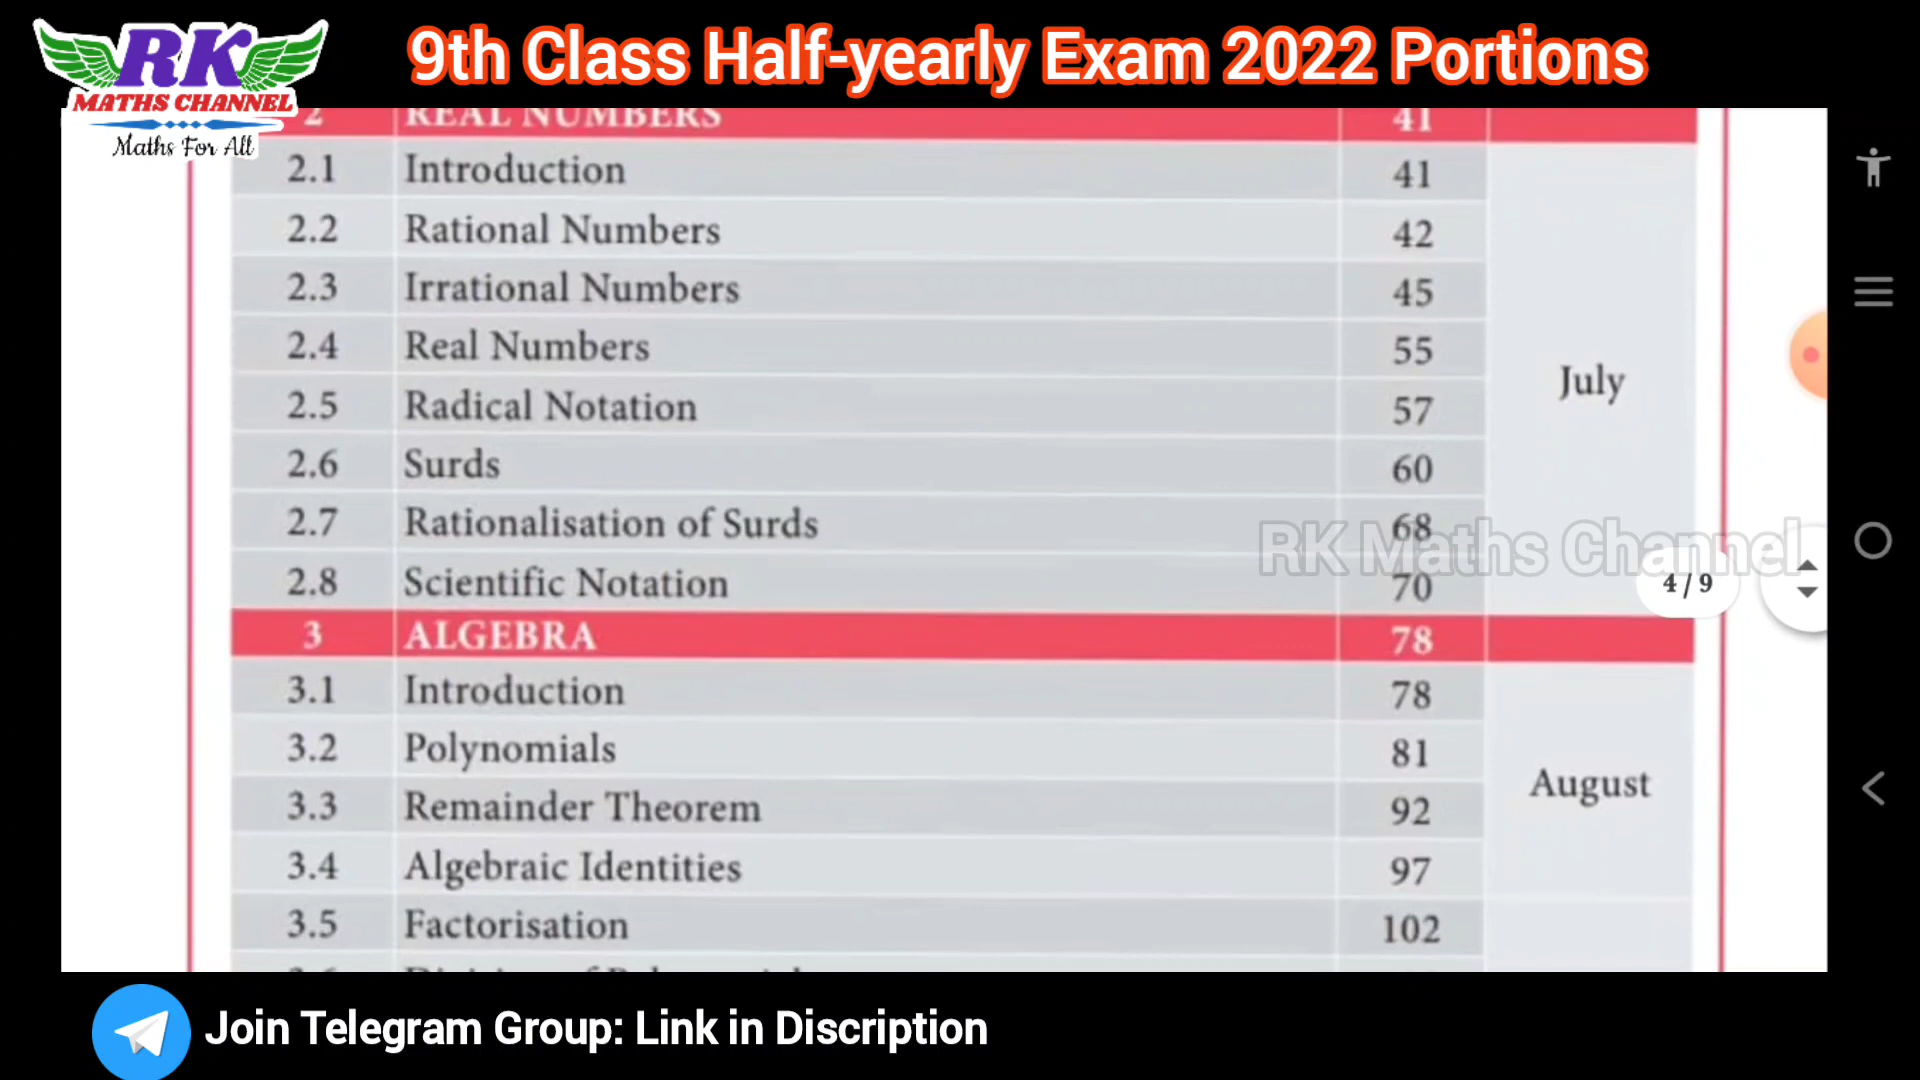 RK
MATHS CHANNEL
Maths For All
9th Class Half-yearly Exam 2022 Portions
2 REAL NUMBERS 41
2.1 Introduction 41
2.2 Rational Numbers 42
2.3 Irrational Numbers 45
2.4 Real Numbers 55
July
2.5 Radical Notation 57
2.6 Surds 60
2.7 Rationalisation of Surds 68
RK Maths Channel
2.8 Scientific Notation 70
4 / 9
3 ALGEBRA 78
3.1 Introduction 78
3.2 Polynomials 81
August
3.3 Remainder Theorem 92
3.4 Algebraic Identities 97
3.5 Factorisation 102
Join Telegram Group: Link in Discription